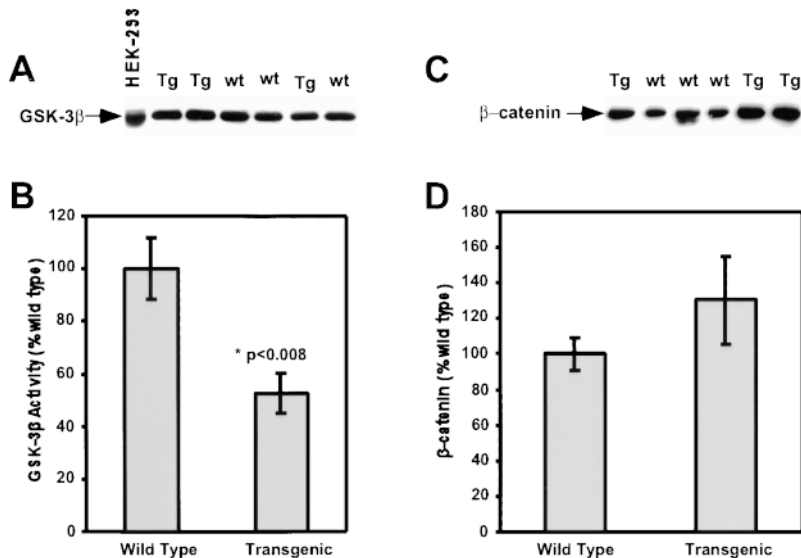 A
HEK-293
Tg Tg wt wt Tg wt
GSK-3β
B
GSK-3β Activity (% wild type)
120
100
80
60
40
20
0
* p<0.008
Wild Type Transgenic
C
Tg wt wt wt Tg Tg
β-catenin
D
β-catenin (% wild type)
180
160
140
120
100
80
60
40
20
0
Wild Type Transgenic